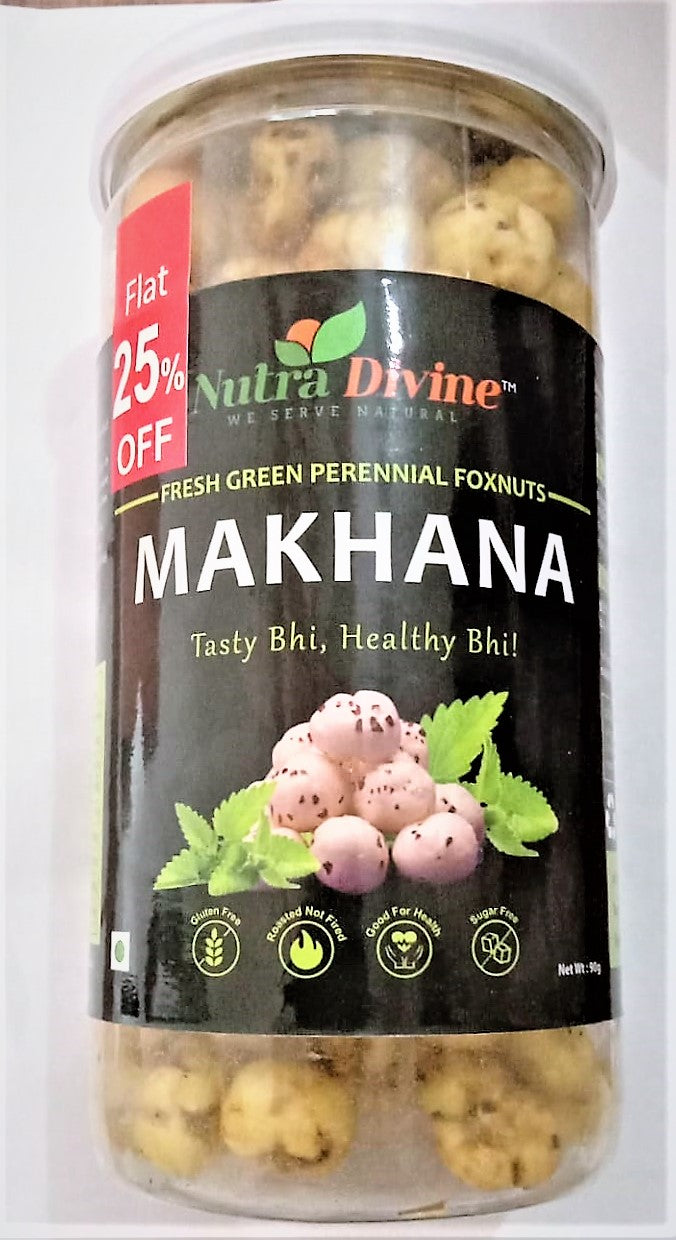 Flat
25%
OFF
Nutra Divine™
WE SERVE NATURAL
FRESH GREEN PERENNIAL FOXNUTS
MAKHANA
Tasty Bhi, Healthy Bhi!
Gluten Free
Roasted Not Fired
Good For Health
Sugar Free
Net Wt : 90g